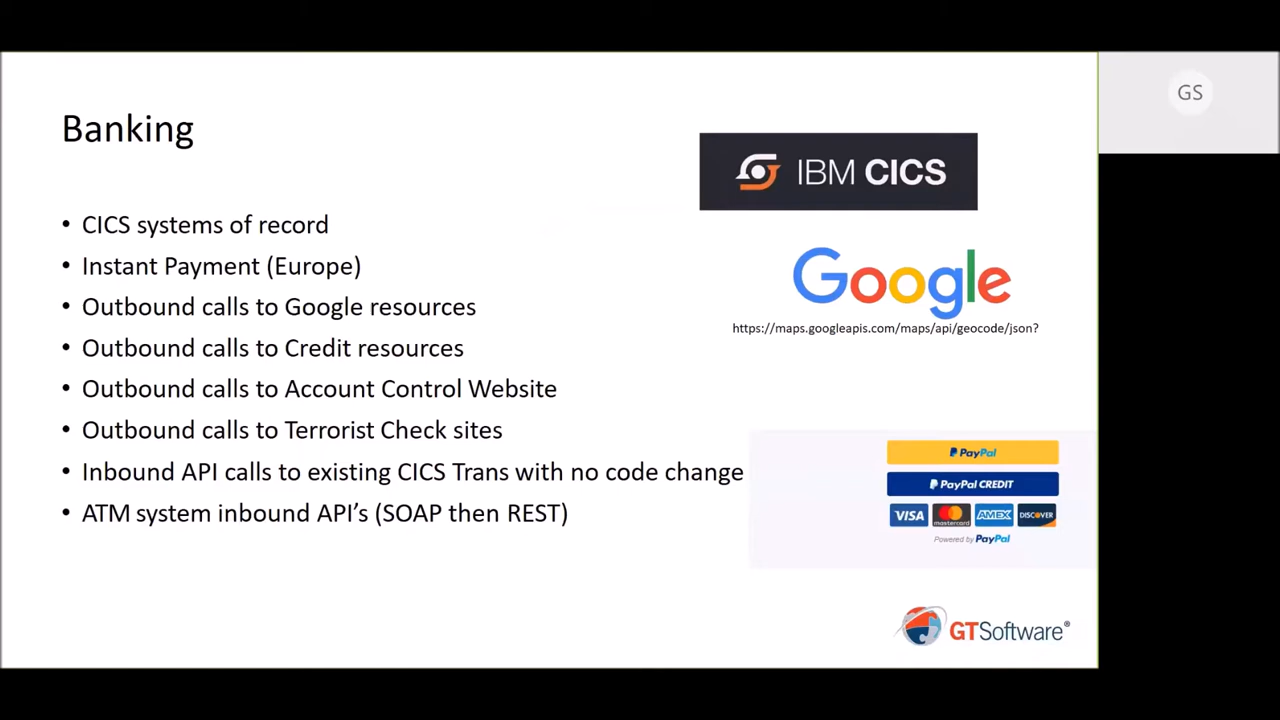 GS
Banking
IBM CICS
• CICS systems of record
• Instant Payment (Europe)
Google
• Outbound calls to Google resources
https://maps.googleapis.com/maps/api/geocode/json?
• Outbound calls to Credit resources
• Outbound calls to Account Control Website
• Outbound calls to Terrorist Check sites
• Inbound API calls to existing CICS Trans with no code change
• ATM system inbound API’s (SOAP then REST)
PayPal
PayPal CREDIT
VISA mastercard AMEX DISCOVER
Powered by PayPal
GTSoftware®